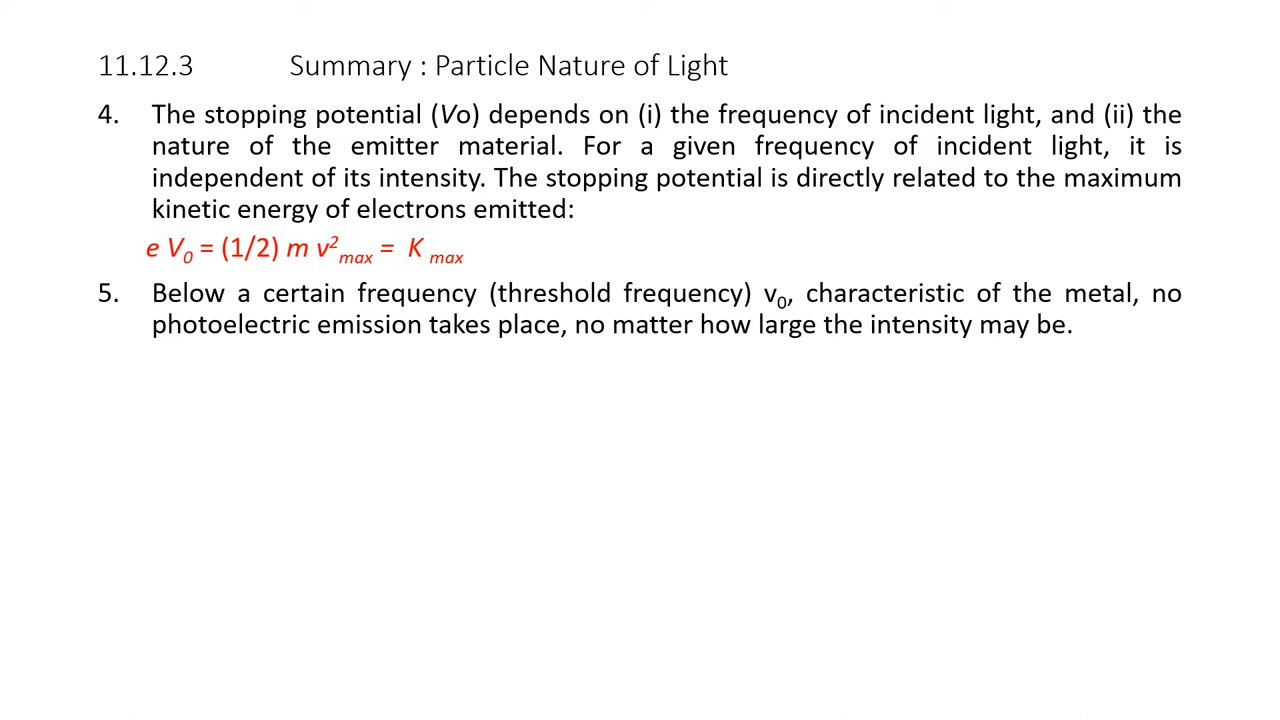 11.12.3 Summary : Particle Nature of Light
4. The stopping potential (Vo) depends on (i) the frequency of incident light, and (ii) the
nature of the emitter material. For a given frequency of incident light, it is
independent of its intensity. The stopping potential is directly related to the maximum
kinetic energy of electrons emitted:
e V₀ = (1/2) m v²max = K max
5. Below a certain frequency (threshold frequency) v₀, characteristic of the metal, no
photoelectric emission takes place, no matter how large the intensity may be.